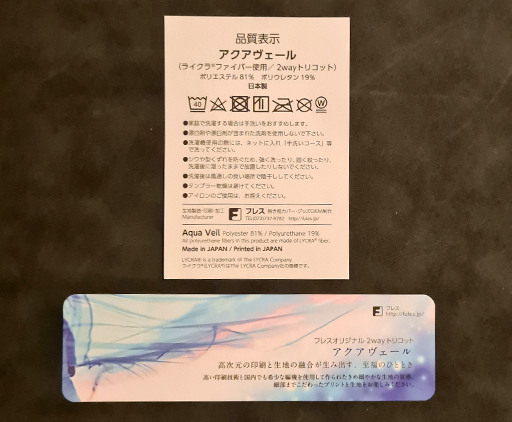 品質表示
アクアヴェール
(ライクラ®ファイバー使用／2wayトリコット)
ポリエステル 81%　ポリウレタン 19%
日本製
40
●家庭で洗濯する場合は手洗いをおすすめします。
●漂白剤や漂白剤が含まれた洗剤を使用しないで下さい。
●洗濯機使用の際には、ネットに入れ「手洗いコース」等
で洗ってください。
●シワや型くずれを防ぐため、強く洗ったり、固く絞ったり、
洗濯後に湿ったままで放置したりしないでください。
●洗濯後は風通しの良い場所で陰干ししてください。
●タンブラー乾燥は避けてください。
●アイロンのご使用は、お控えください。
生地製造・印刷・加工
Manufacturer
フレス 抱き枕カバー・グッズOEM制作
TEL(073)737-9782 http://fules.jp/
Aqua Veil Polyester 81% / Polyurethane 19%
All polyurethane fibers in this product are made of LYCRA® fiber.
Made in JAPAN / Printed in JAPAN
LYCRA® is a trademark of The LYCRA Company.
ライクラ®(LYCRA®)はThe LYCRA Company社の商標です。
フレス
http://fules.jp/
フレスオリジナル 2wayトリコット
アクアヴェール
高次元の印刷と生地の融合が生み出す、至福のひととき
高い印刷技術と国内でも希少な編機を使用して作られたきめ細やかな生地の質感。
細部までこだわったプリントと生地をお楽しみください。